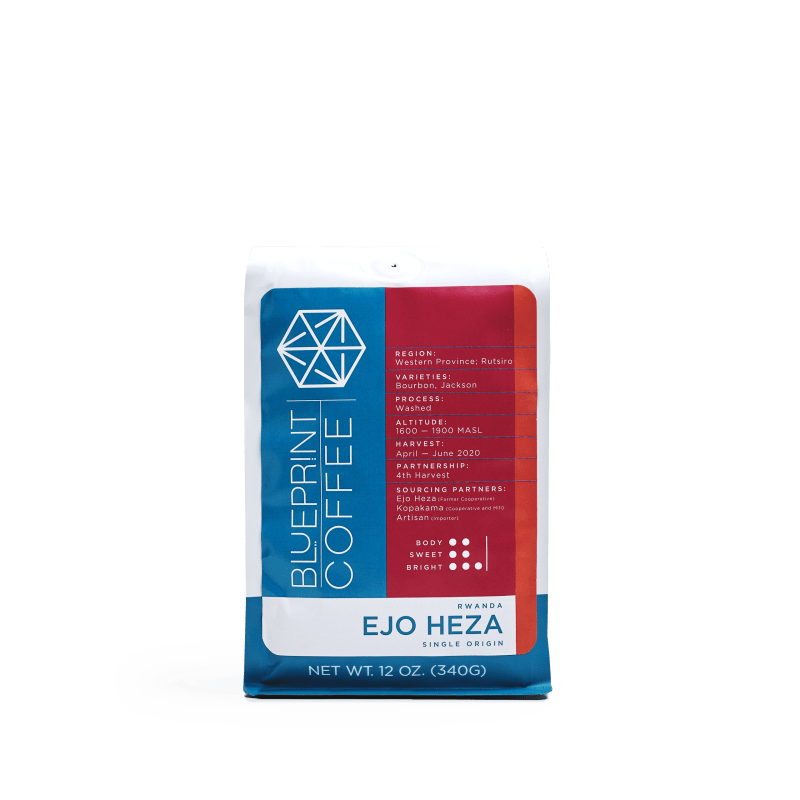 BLUEPRINT
COFFEE
REGION:
Western Province; Rutsiro
VARIETIES:
Bourbon, Jackson
PROCESS:
Washed
ALTITUDE:
1600 — 1900 MASL
HARVEST:
April — June 2020
PARTNERSHIP:
4th Harvest
SOURCING PARTNERS:
Ejo Heza (Farmer Cooperative)
Kopakama (Cooperative and Mill)
Artisan (Importer)
BODY
SWEET
BRIGHT
RWANDA
EJO HEZA
SINGLE ORIGIN
NET WT. 12 OZ. (340G)